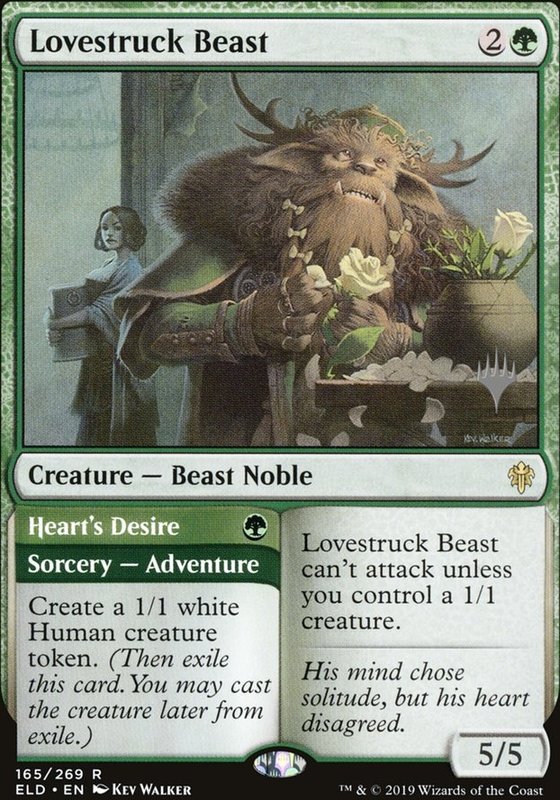 Lovestruck Beast 2
Kev. Walker
Creature — Beast Noble
Heart's Desire
Sorcery — Adventure
Create a 1/1 white
Human creature
token. (Then exile
this card. You may cast
the creature later from
exile.)
Lovestruck Beast
can't attack unless
you control a 1/1
creature.
His mind chose
solitude, but his heart
disagreed.
5/5
165/269 R
ELD • EN Kev Walker
™ & © 2019 Wizards of the Coast